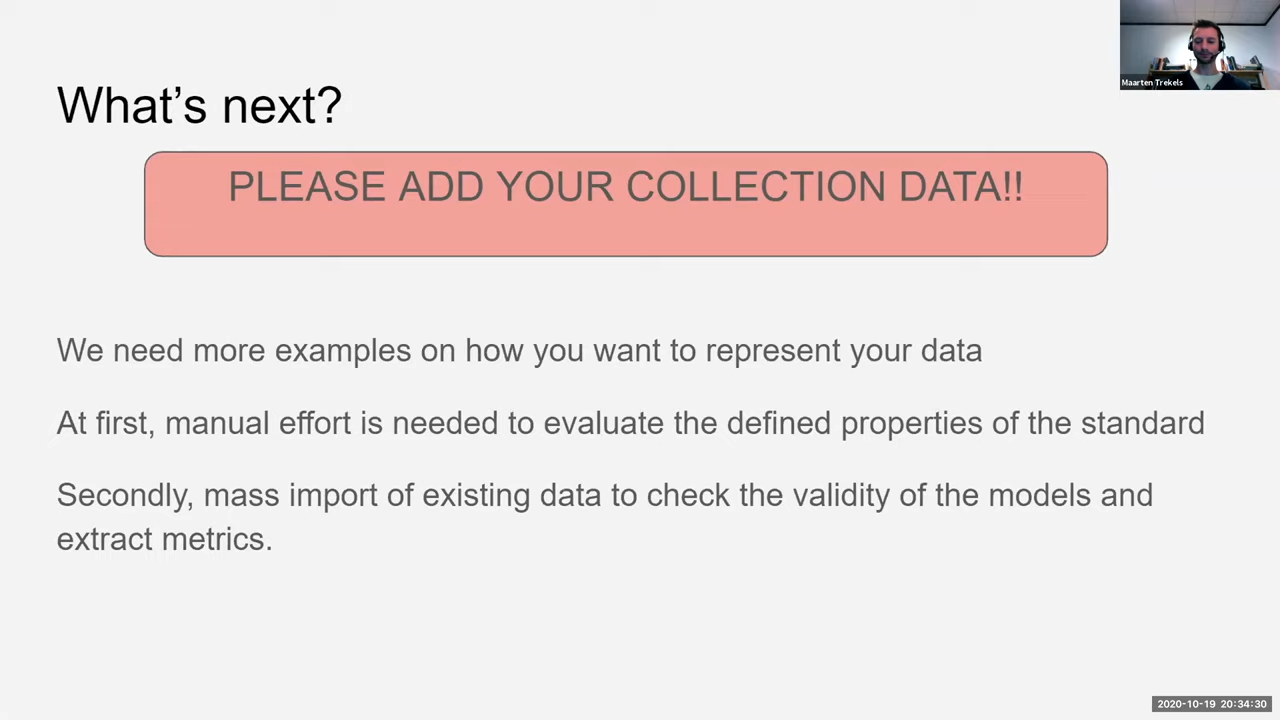 Maarten Trekels
What's next?
PLEASE ADD YOUR COLLECTION DATA!!
We need more examples on how you want to represent your data
At first, manual effort is needed to evaluate the defined properties of the standard
Secondly, mass import of existing data to check the validity of the models and
extract metrics.
2020-10-19 20:34:30